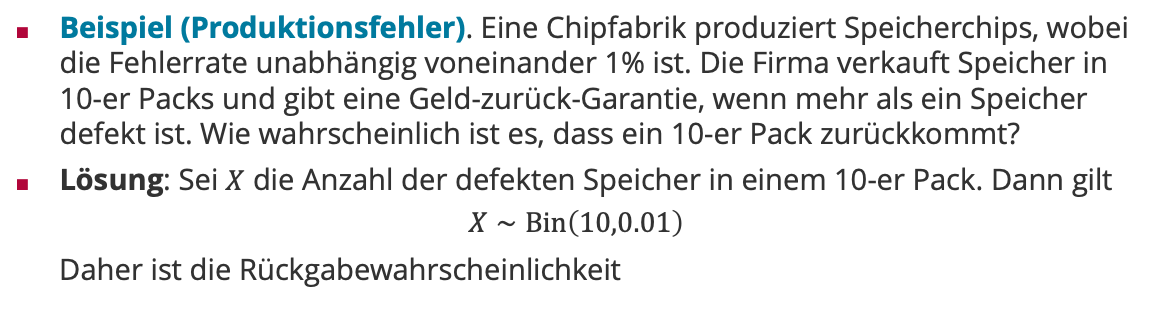 ▪ Beispiel (Produktionsfehler). Eine Chipfabrik produziert Speicherchips, wobei
die Fehlerrate unabhängig voneinander 1% ist. Die Firma verkauft Speicher in
10-er Packs und gibt eine Geld-zurück-Garantie, wenn mehr als ein Speicher
defekt ist. Wie wahrscheinlich ist es, dass ein 10-er Pack zurückkommt?
▪ Lösung: Sei 𝑋 die Anzahl der defekten Speicher in einem 10-er Pack. Dann gilt
𝑋 ~ Bin(10,0.01)
Daher ist die Rückgabewahrscheinlichkeit